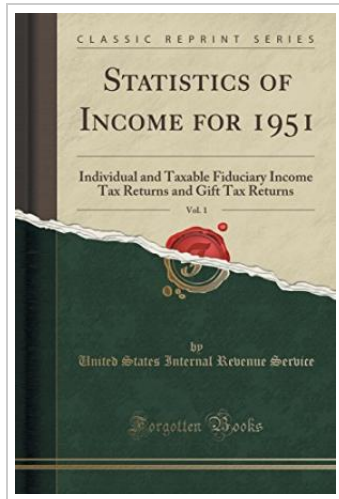 CLASSIC REPRINT SERIES
STATISTICS OF
INCOME FOR 1951
Individual and Taxable Fiduciary Income
Tax Returns and Gift Tax Returns
Vol. 1
by
United States Internal Revenue Service
Forgotten Books